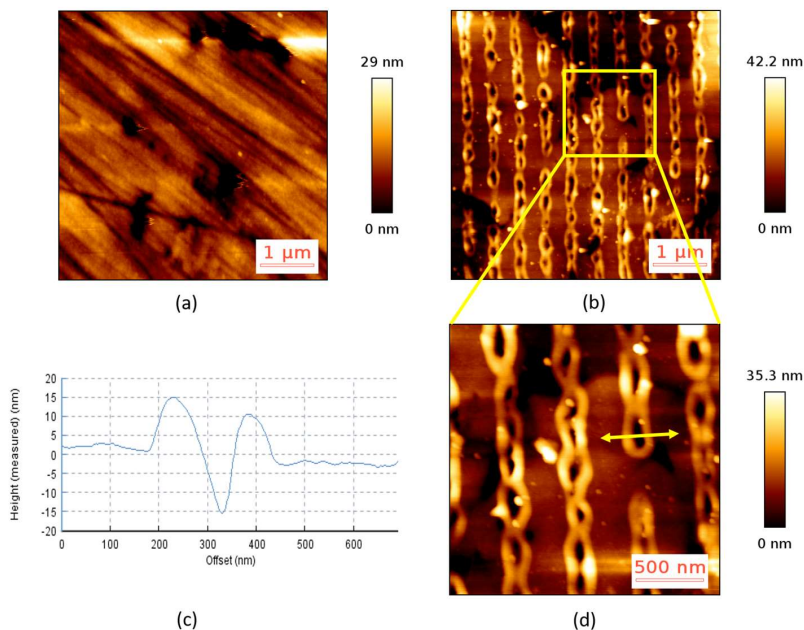 29 nm
0 nm
1 µm
(a)
42.2 nm
0 nm
1 µm
(b)
Height (measured) (nm)
20
15
10
5
0
-5
-10
-15
-20
0 100 200 300 400 500 600
Offset (nm)
(c)
35.3 nm
0 nm
500 nm
(d)